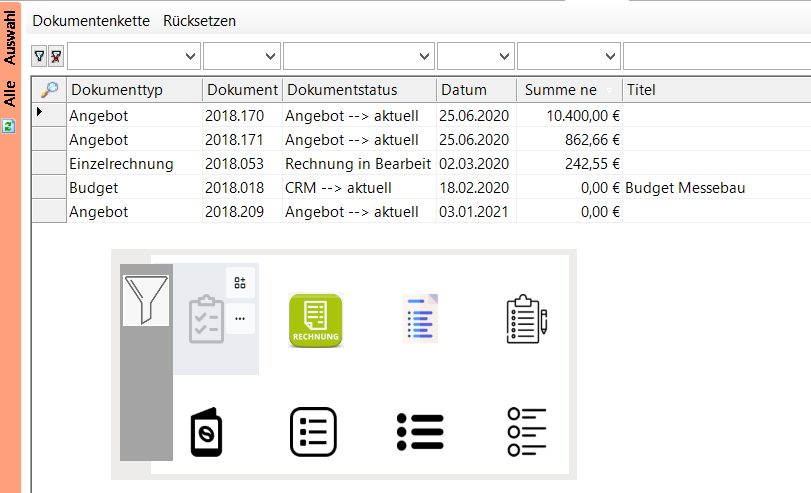 Auswahl
Alle
Dokumentenkette Rücksetzen
Dokumenttyp Dokument Dokumentstatus Datum Summe ne Titel
Angebot 2018.170 Angebot --> aktuell 25.06.2020 10.400,00 €
Angebot 2018.171 Angebot --> aktuell 25.06.2020 862,66 €
Einzelrechnung 2018.053 Rechnung in Bearbeit 02.03.2020 242,55 €
Budget 2018.018 CRM --> aktuell 18.02.2020 0,00 € Budget Messebau
Angebot 2018.209 Angebot --> aktuell 03.01.2021 0,00 €
RECHNUNG